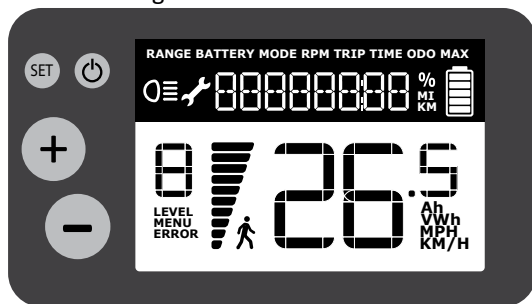 SET
RANGE BATTERY MODE RPM TRIP TIME ODO MAX
88888888
%
MI
KM
+
8
26.5
LEVEL
MENU
ERROR
Ah
VWh
MPH
KM/H
-